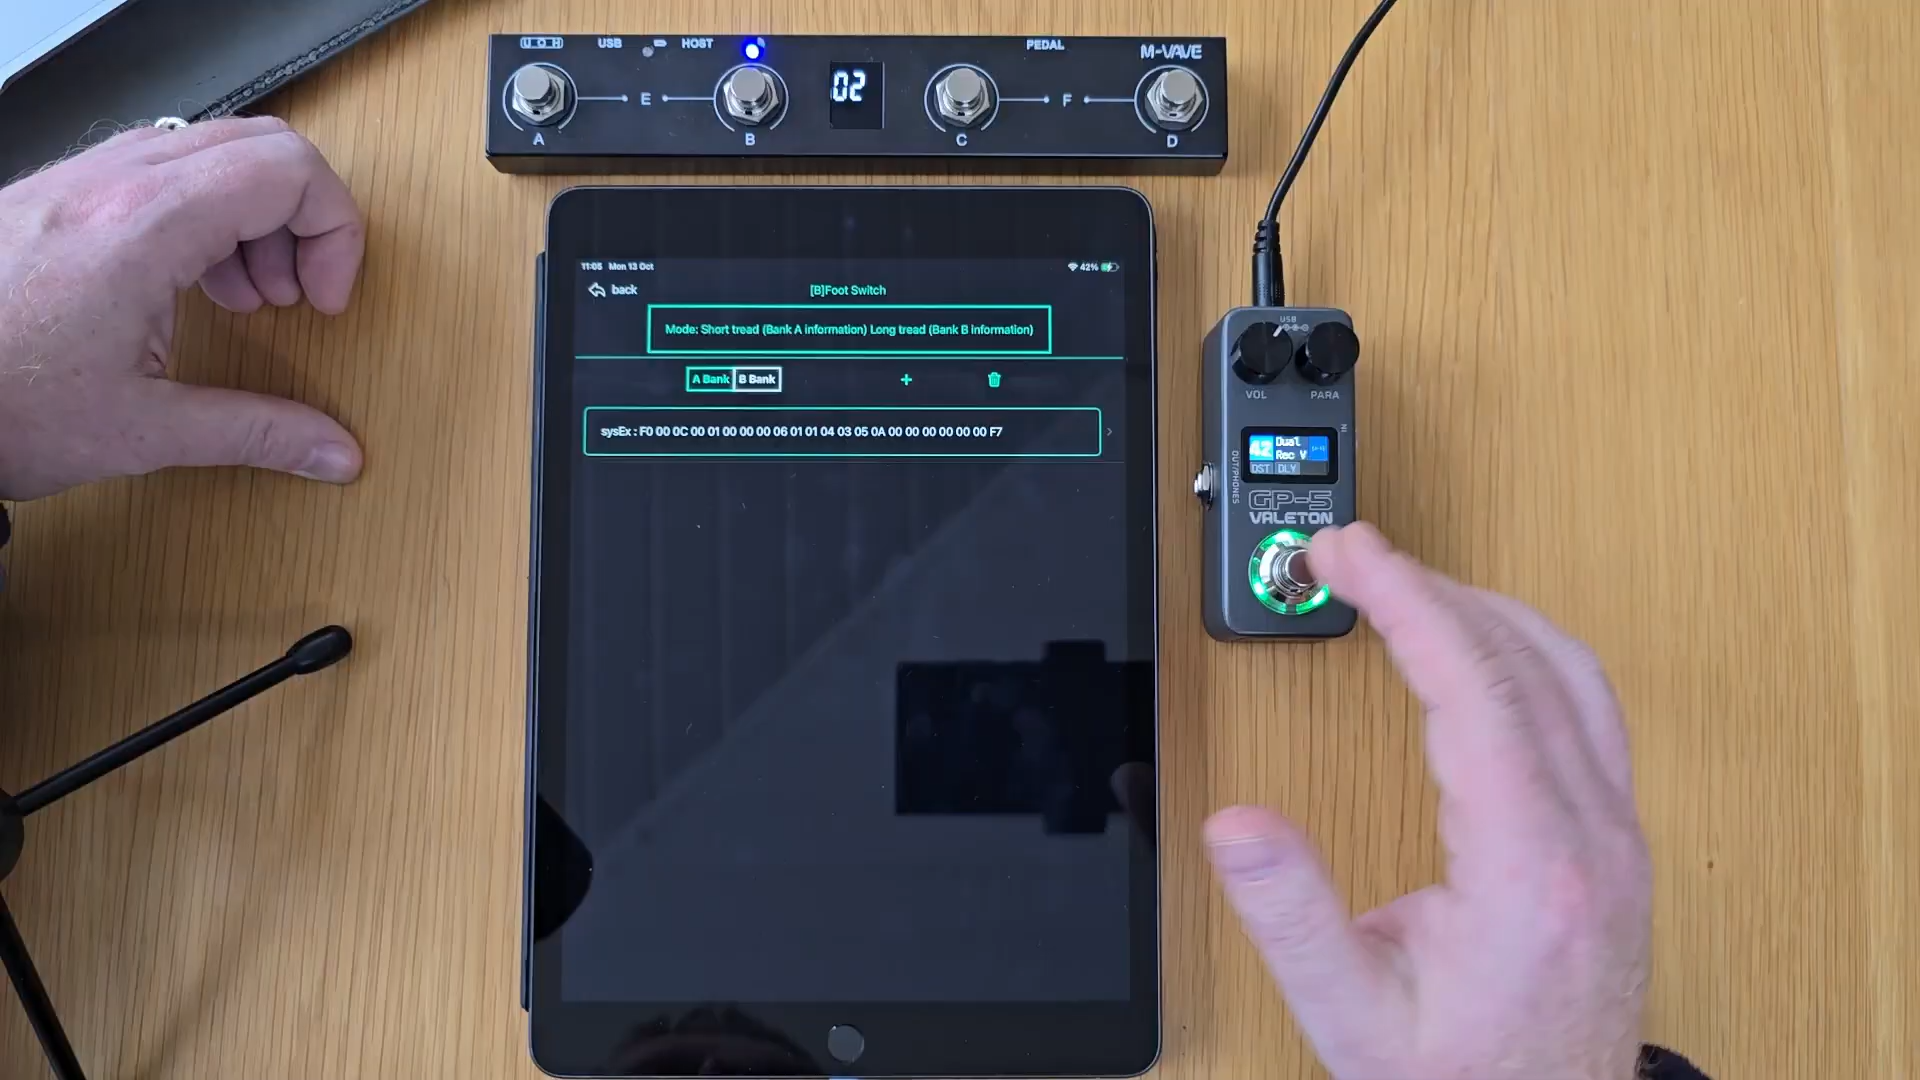 USB
HOST
PEDAL
M-VAVE
02
E
F
A
B
C
D
11:05 Mon 13 Oct
42%
back
[B]Foot Switch
Mode: Short tread (Bank A information) Long tread (Bank B information)
A Bank
B Bank
+
sysEx : F0 00 0C 00 01 00 00 00 06 01 01 04 03 05 0A 00 00 00 00 00 00 F7
USB
VOL
PARA
IN
42
Dual
Rec V
DST DLY
OUT/PHONES
GP-5
VALETON